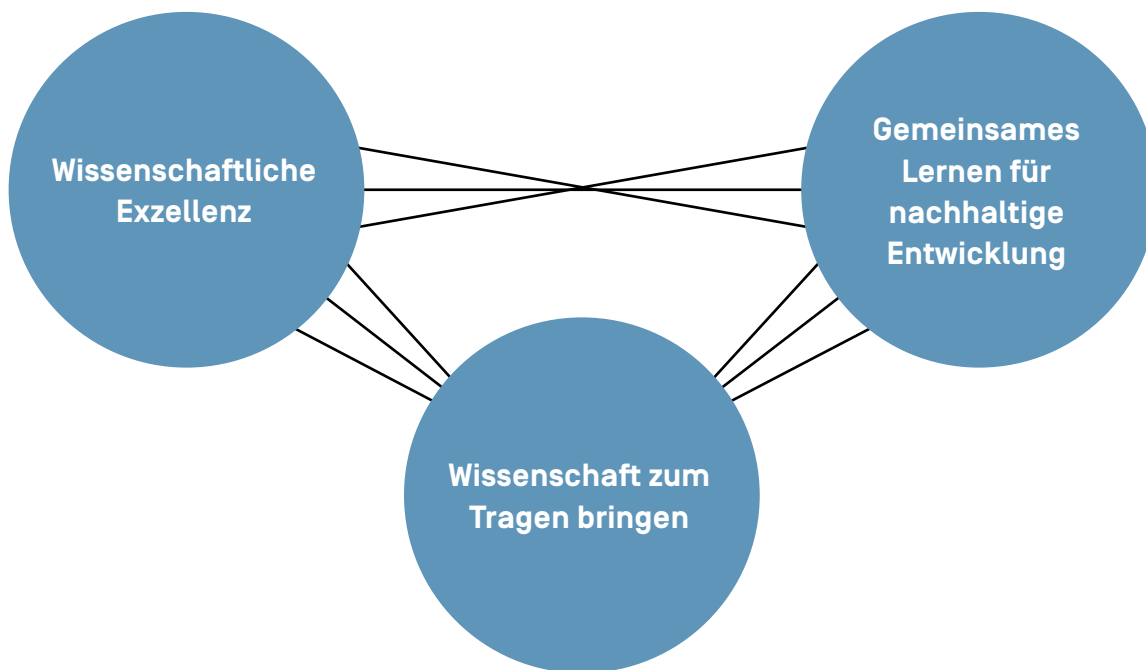 Wissenschaftliche
Exzellenz
Gemeinsames
Lernen für
nachhaltige
Entwicklung
Wissenschaft zum
Tragen bringen